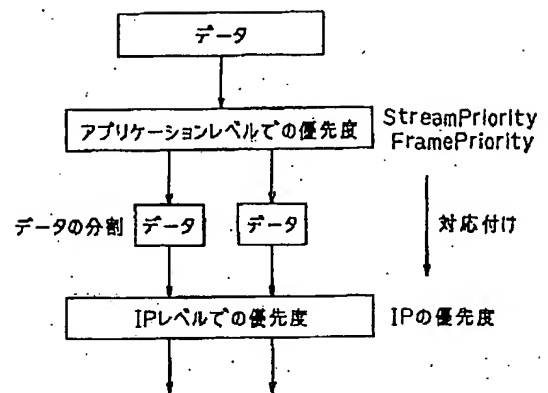 データ
アプリケーションレベルでの優先度
StreamPriority
FramePriority
データの分割
データ
データ
対応付け
IPレベルでの優先度
IPの優先度